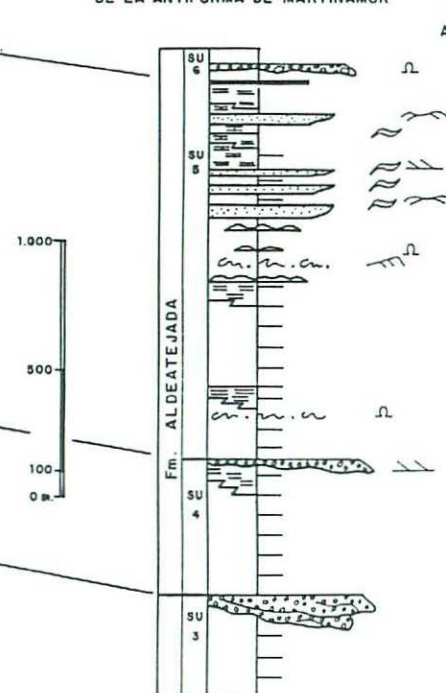 DE LA ANTIFORMA DE MARTINAMOR
A
SU
6
SU
5
1.000
500
100
0 m.
Fm. ALDEATEJADA
SU
4
SU
3